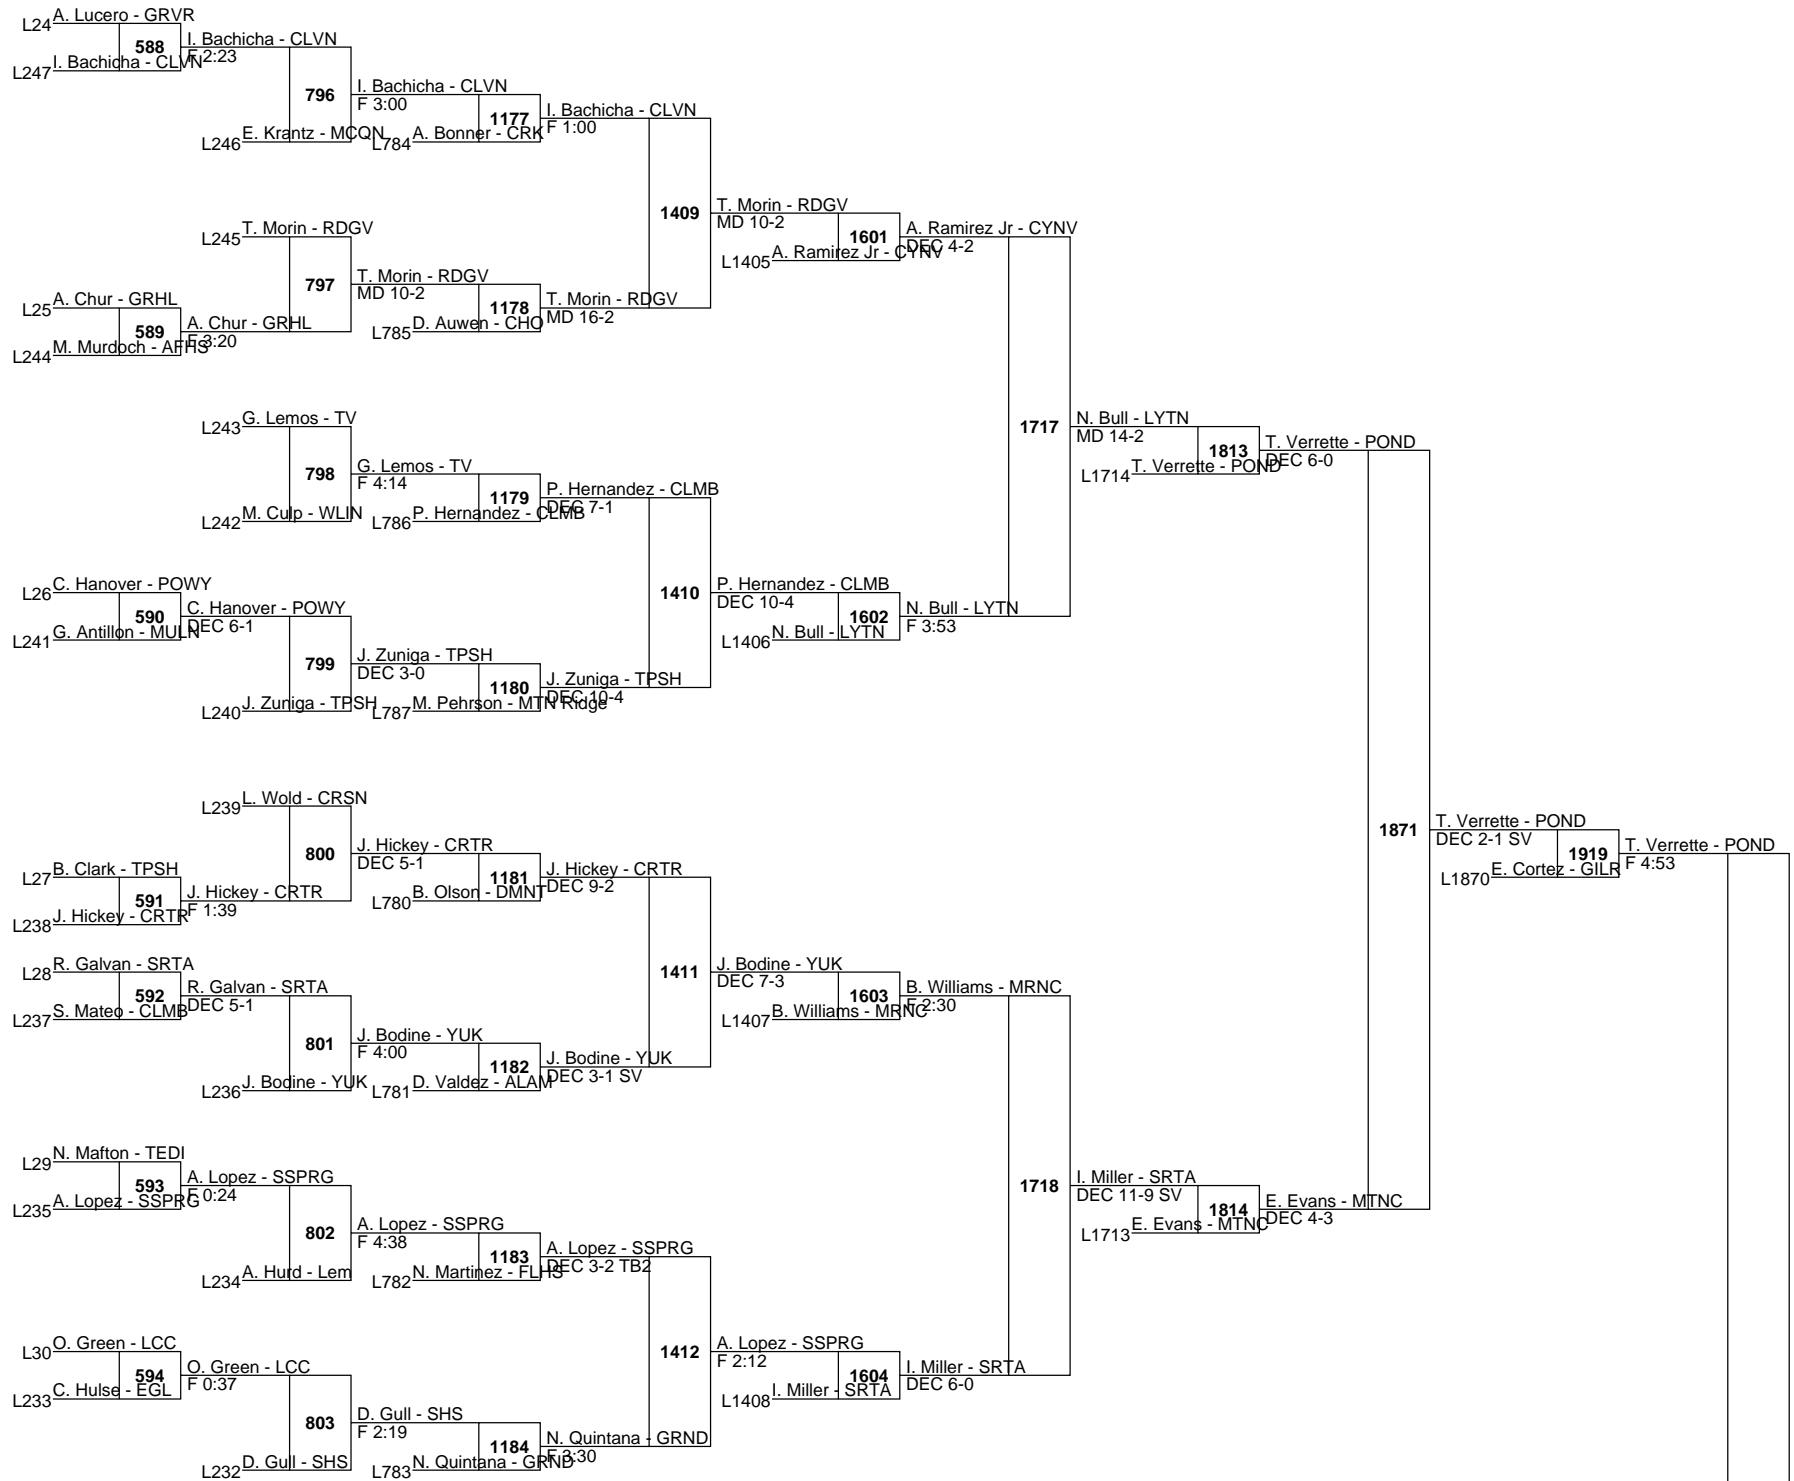 L24 A. Lucero - GRVR
588 I. Bachicha - CLVN
F 2:23
L247 I. Bachicha - CLVN
796 I. Bachicha - CLVN
F 3:00
1177 I. Bachicha - CLVN
F 1:00
L246 E. Krantz - MCQN
L784 A. Bonner - CRK
1409 T. Morin - RDGV
MD 10-2
L245 T. Morin - RDGV
1601 A. Ramirez Jr - CYNV
DEC 4-2
L1405 A. Ramirez Jr - CYNV
797 T. Morin - RDGV
MD 10-2
L25 A. Chur - GRHL
1178 T. Morin - RDGV
MD 16-2
589 A. Chur - GRHL
F 3:20
L785 D. Auwen - CHO
L244 M. Murdoch - AFHS
L243 G. Lemos - TV
1717 N. Bull - LYTN
MD 14-2
1813 T. Verrette - POND
DEC 6-0
L1714 T. Verrette - POND
798 G. Lemos - TV
F 4:14
1179 P. Hernandez - CLMB
DEC 7-1
L242 M. Culp - WLIN
L786 P. Hernandez - CLMB
L26 C. Hanover - POWY
1410 P. Hernandez - CLMB
DEC 10-4
590 C. Hanover - POWY
DEC 6-1
1602 N. Bull - LYTN
F 3:53
L241 G. Antillon - MULN
L1406 N. Bull - LYTN
799 J. Zuniga - TPSH
DEC 3-0
1180 J. Zuniga - TPSH
DEC 10-4
L240 J. Zuniga - TPSH
L787 M. Pehrson - MTN Ridge
L239 L. Wold - CRSN
1871 T. Verrette - POND
DEC 2-1 SV
800 J. Hickey - CRTR
DEC 5-1
1919 T. Verrette - POND
F 4:53
L27 B. Clark - TPSH
1181 J. Hickey - CRTR
DEC 9-2
L1870 E. Cortez - GILR
591 J. Hickey - CRTR
F 1:39
L780 B. Olson - DMNT
L238 J. Hickey - CRTR
L28 R. Galvan - SRTA
1411 J. Bodine - YUK
DEC 7-3
592 R. Galvan - SRTA
DEC 5-1
1603 B. Williams - MRNC
F 2:30
L237 S. Mateo - CLMB
L1407 B. Williams - MRNC
801 J. Bodine - YUK
F 4:00
1182 J. Bodine - YUK
DEC 3-1 SV
L236 J. Bodine - YUK
L781 D. Valdez - ALAM
L29 N. Mafton - TEDI
593 A. Lopez - SSPRG
F 0:24
1718 I. Miller - SRTA
DEC 11-9 SV
L235 A. Lopez - SSPRG
1814 E. Evans - MTNC
DEC 4-3
L1713 E. Evans - MTNC
802 A. Lopez - SSPRG
F 4:38
1183 A. Lopez - SSPRG
DEC 3-2 TB2
L234 A. Hurd - Lem
L782 N. Martinez - FLHS
L30 O. Green - LCC
1412 A. Lopez - SSPRG
F 2:12
594 O. Green - LCC
F 0:37
1604 I. Miller - SRTA
DEC 6-0
L233 C. Hulse - EGL
L1408 I. Miller - SRTA
803 D. Gull - SHS
F 2:19
1184 N. Quintana - GRND
F 3:30
L232 D. Gull - SHS
L783 N. Quintana - GRND